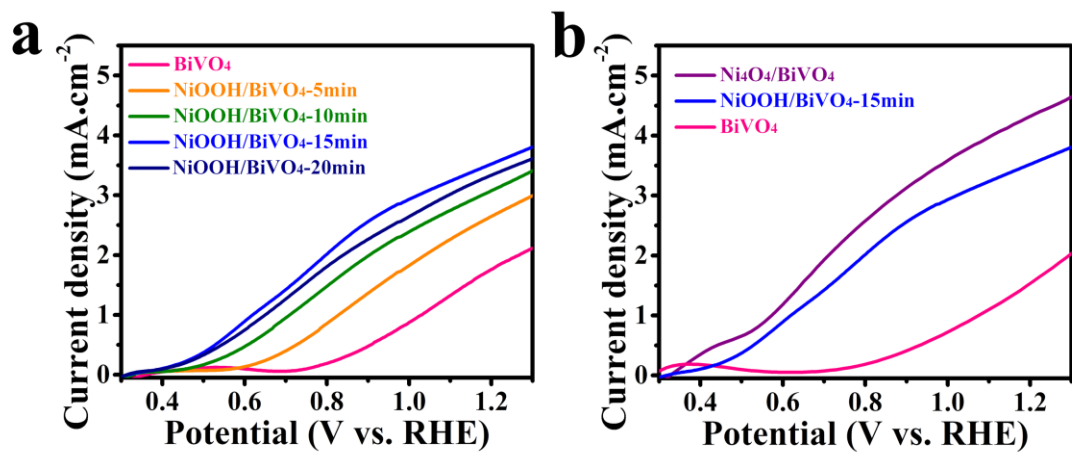 a
Current density (mA.cm-2)
5
4
3
2
1
0
BiVO4
NiOOH/BiVO4-5min
NiOOH/BiVO4-10min
NiOOH/BiVO4-15min
NiOOH/BiVO4-20min
0.4 0.6 0.8 1.0 1.2
Potential (V vs. RHE)
b
Current density (mA.cm-2)
5
4
3
2
1
0
Ni4O4/BiVO4
NiOOH/BiVO4-15min
BiVO4
0.4 0.6 0.8 1.0 1.2
Potential (V vs. RHE)